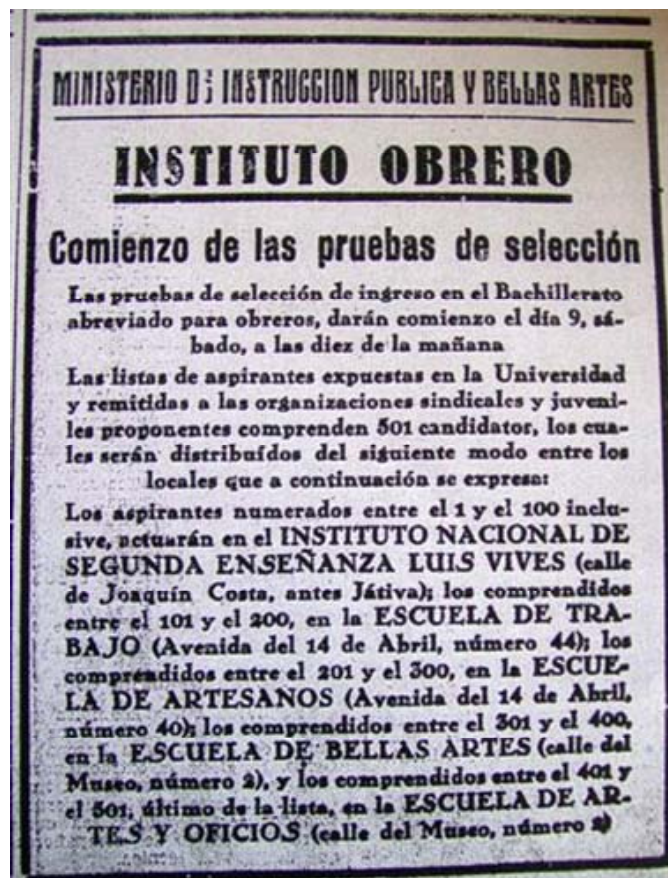 MINISTERIO DE INSTRUCCION PUBLICA Y BELLAS ARTES
INSTITUTO OBRERO
Comienzo de las pruebas de selección
Las pruebas de selección de ingreso en el Bachillerato
abreviado para obreros, darán comienzo el día 9, sá-
bado, a las diez de la mañana
Las listas de aspirantes expuestas en la Universidad
y remitidas a las organizaciones sindicales y juveni-
les proponentes comprenden 501 candidator, los cua-
les serán distribuídos del siguiente modo entre los
locales que a continuación se expresa:
Los aspirantes numerados entre el 1 y el 100 inclu-
sive, actuarán en el INSTITUTO NACIONAL DE
SEGUNDA ENSEÑANZA LUIS VIVES (calle
de Joaquín Costa, antes Játiva); los comprendidos
entre el 101 y el 200, en la ESCUELA DE TRA-
BAJO (Avenida del 14 de Abril, número 44); los
comprendidos entre el 201 y el 300, en la ESCUE-
LA DE ARTESANOS (Avenida del 14 de Abril,
número 40); los comprendidos entre el 301 y el 400,
en la ESCUELA DE BELLAS ARTES (calle del
Museo, número 2), y los comprendidos entre el 401 y
el 501, último de la lista, en la ESCUELA DE AR-
TES Y OFICIOS (calle del Museo, número 2)